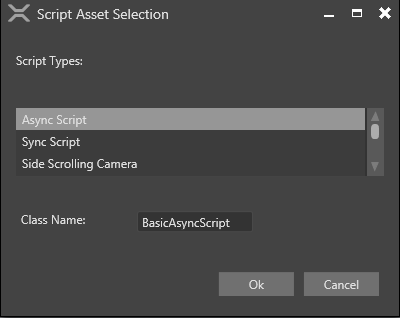 Script Asset Selection
Script Types:
Async Script
Sync Script
Side Scrolling Camera
Class Name:
BasicAsyncScript
Ok
Cancel